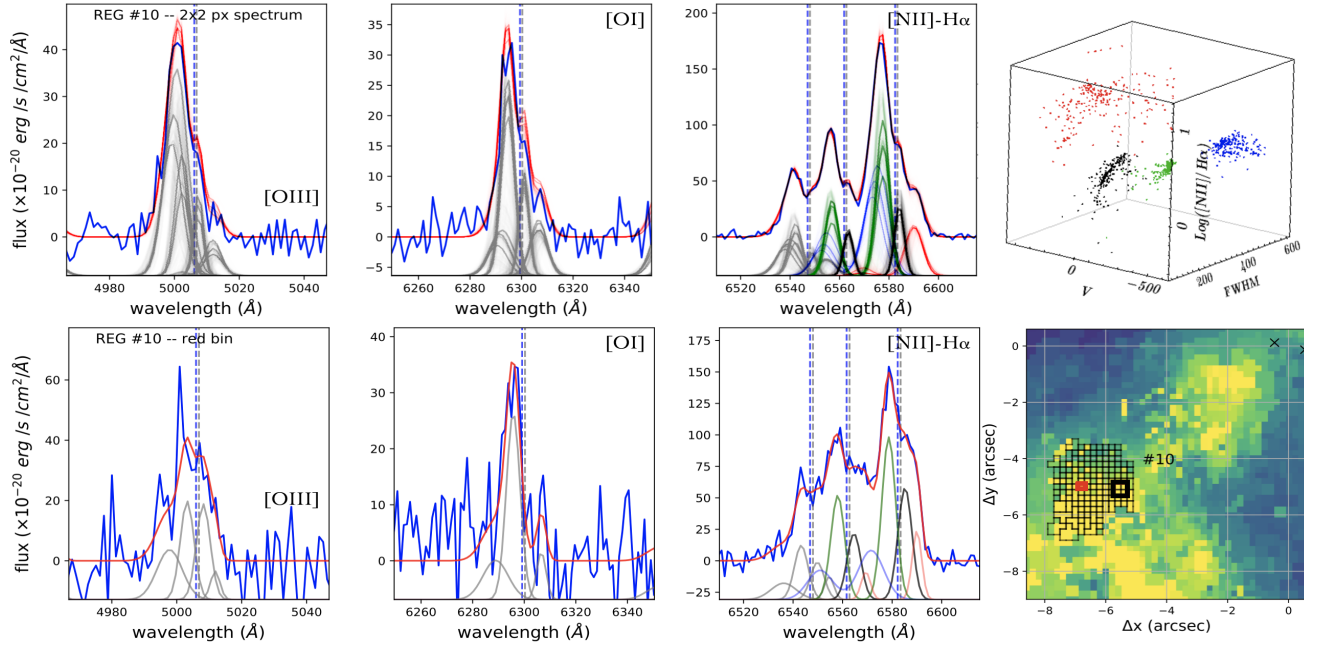 REG #10 -- 2x2 px spectrum
[OIII]
flux (×10⁻²⁰ erg /s /cm²/Å)
40
30
20
10
0
4980 5000 5020 5040
wavelength (Å)
[OI]
35
30
25
20
15
10
5
0
−5
6260 6280 6300 6320 6340
wavelength (Å)
[NII]-Hα
200
150
100
50
0
6520 6540 6560 6580 6600
wavelength (Å)
Log([NII]/Hα)
1
0
0
−500
V
200
400
600
FWHM
REG #10 -- red bin
[OIII]
flux (×10⁻²⁰ erg /s /cm²/Å)
60
40
20
0
4980 5000 5020 5040
wavelength (Å)
[OI]
40
30
20
10
0
6260 6280 6300 6320 6340
wavelength (Å)
[NII]-Hα
175
150
125
100
75
50
25
0
−25
6520 6540 6560 6580 6600
wavelength (Å)
#10
Δy (arcsec)
0
−2
−4
−6
−8
−8 −6 −4 −2 0
Δx (arcsec)